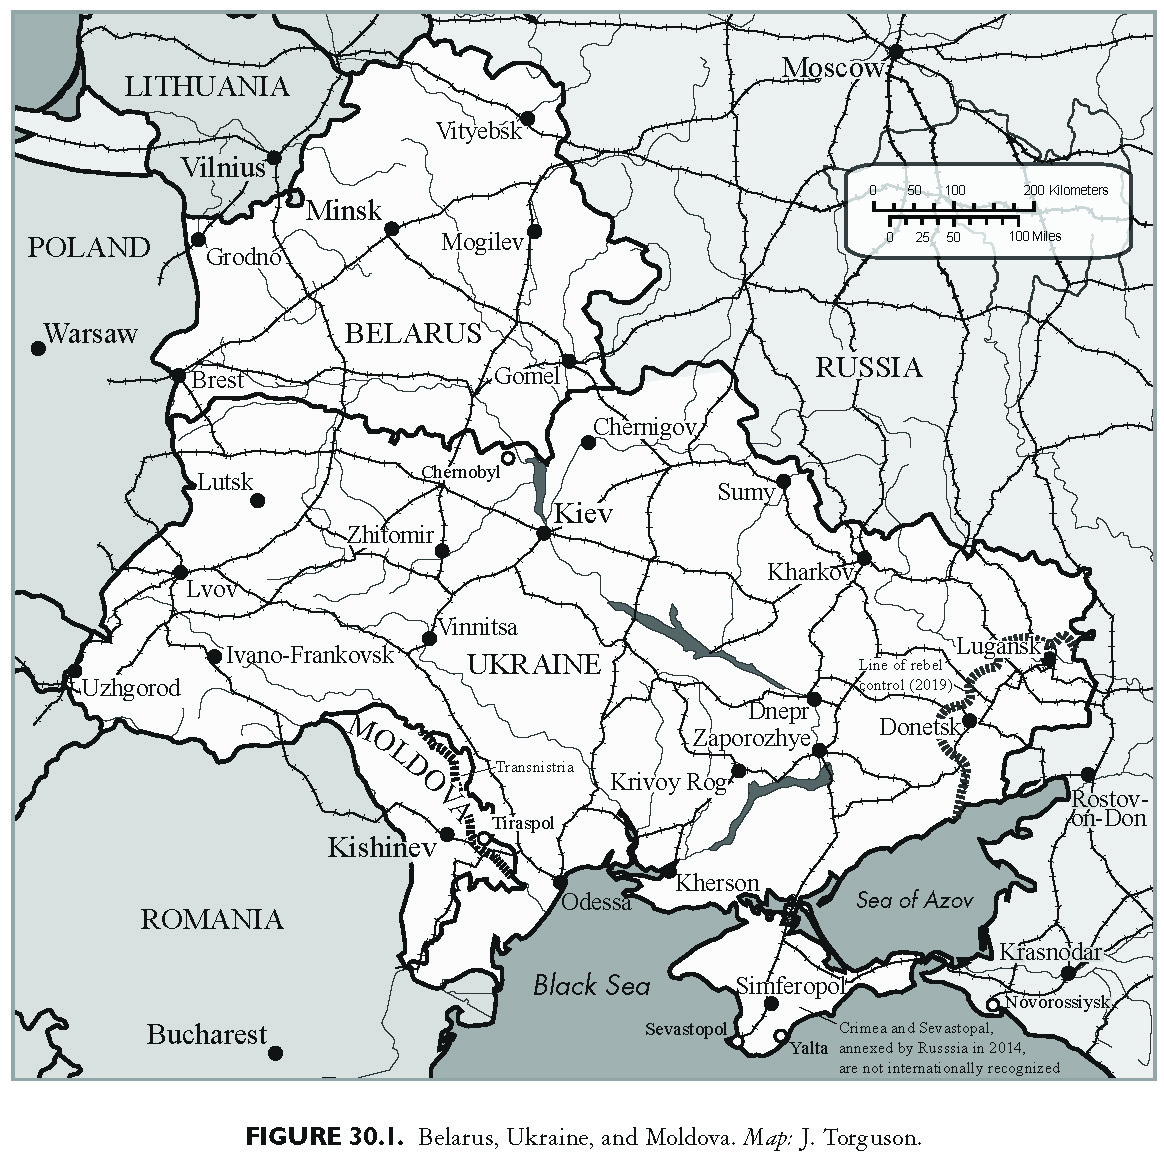 Moscow
LITHUANIA
Vityebsk
Vilnius
0 50 100 200 Kilometers
0 25 50 100 Miles
Minsk
Mogilev
POLAND
Grodno
Warsaw
BELARUS
RUSSIA
Brest
Gomel
Chernigov
Chernobyl
Lutsk
Sumy
Kiev
Zhitomir
Kharkov
Lvov
Vinnitsa
Lugansk
Ivano-Frankovsk
UKRAINE
Line of rebel
control (2019)
Uzhgorod
Dnepr
Donetsk
MOLDOVA
Zaporozhye
Transnistria
Krivoy Rog
Rostov-
on-Don
Tiraspol
Kishinev
Kherson
Odessa
Sea of Azov
ROMANIA
Krasnodar
Black Sea
Simferopol
Novorossiysk
Sevastopol
Bucharest
Yalta
Crimea and Sevastopal,
annexed by Russsia in 2014,
are not internationally recognized
FIGURE 30.1. Belarus, Ukraine, and Moldova. Map: J. Torguson.